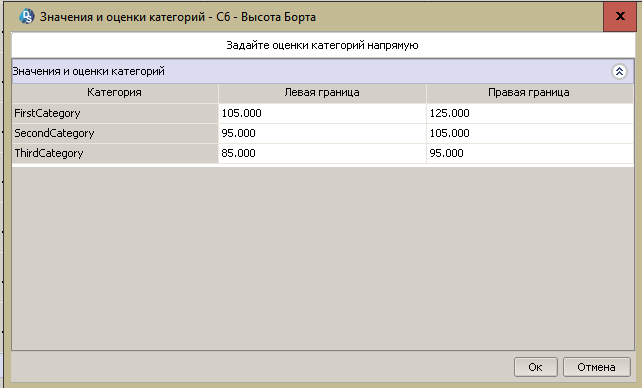 Значения и оценки категорий - С6 - Высота Борта
Задайте оценки категорий напрямую
Значения и оценки категорий
Категория Левая граница Правая граница
FirstCategory 105.000 125.000
SecondCategory 95.000 105.000
ThirdCategory 85.000 95.000
Ок Отмена